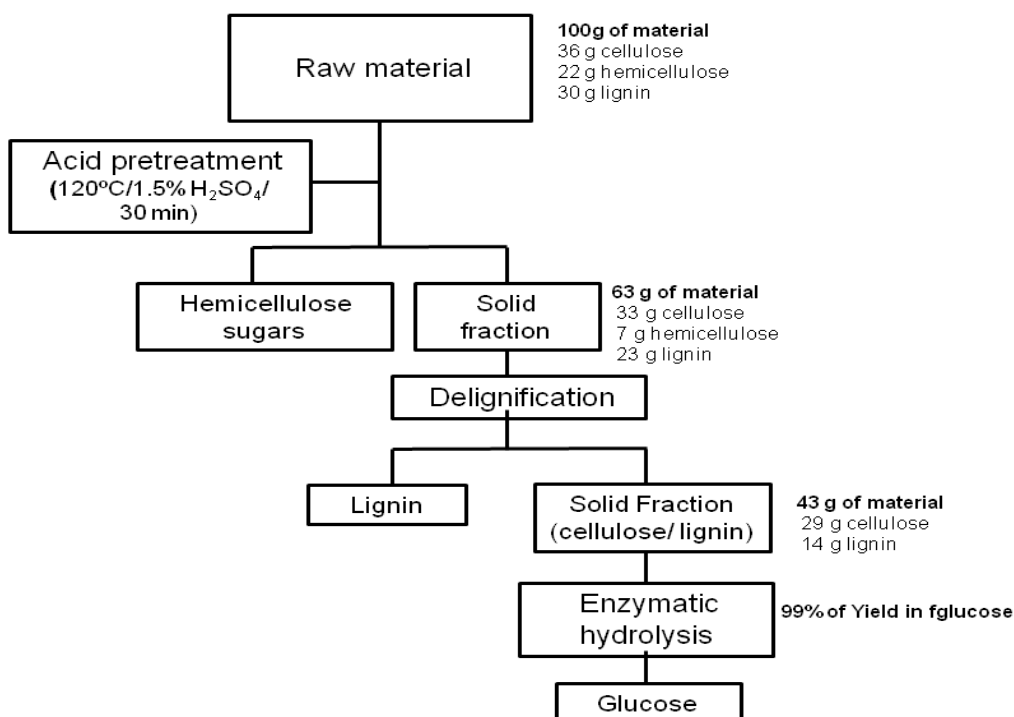 Raw material
100g of material
36 g cellulose
22 g hemicellulose
30 g lignin
Acid pretreatment
(120ºC/1.5% H₂SO₄/
30 min)
Hemicellulose
sugars
Solid
fraction
63 g of material
33 g cellulose
7 g hemicellulose
23 g lignin
Delignification
Lignin
Solid Fraction
(cellulose/ lignin)
43 g of material
29 g cellulose
14 g lignin
Enzymatic
hydrolysis
99% of Yield in fglucose
Glucose